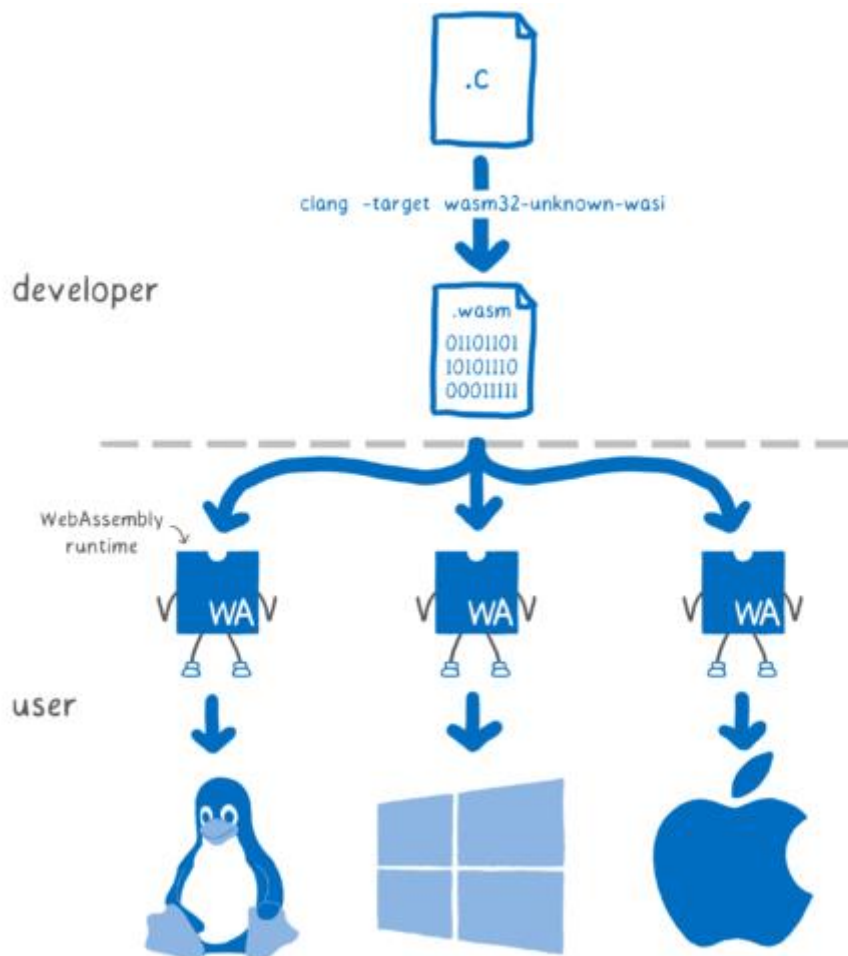 .C
clang -target wasm32-unknown-wasi
developer
.wasm
01101101
10101110
00011111
WebAssembly
runtime
WA
WA
WA
user